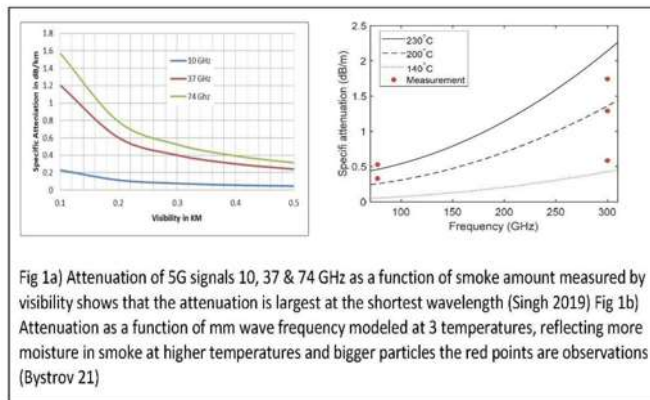 1.8
1.6
1.4
1.2
1
0.8
0.6
0.4
0.2
0
Specific Attenuation in dB/km
10 GHz
37 GHz
74 Ghz
0.1 0.2 0.3 0.4 0.5
Visibility in KM
2.5
2
1.5
1
0.5
0
Specifi attenuation (dB/m)
230°C
200°C
140°C
Measurement
100 150 200 250 300
Frequency (GHz)
Fig 1a) Attenuation of 5G signals 10, 37 & 74 GHz as a function of smoke amount measured by
visibility shows that the attenuation is largest at the shortest wavelength (Singh 2019) Fig 1b)
Attenuation as a function of mm wave frequency modeled at 3 temperatures, reflecting more
moisture in smoke at higher temperatures and bigger particles the red points are observations
(Bystrov 21)